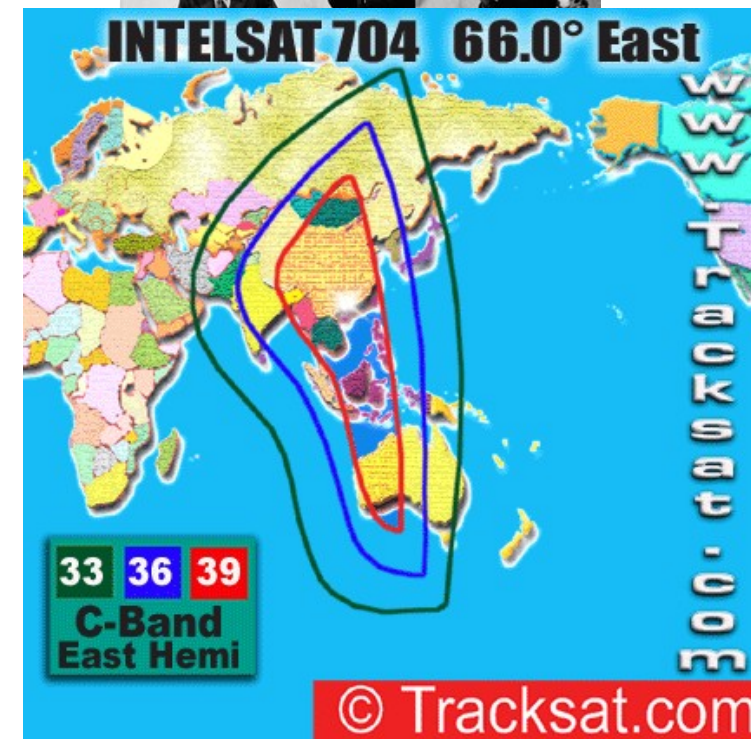 INTELSAT 704 66.0° East
www.Tracksat.com
33 36 39
C-Band
East Hemi
© Tracksat.com